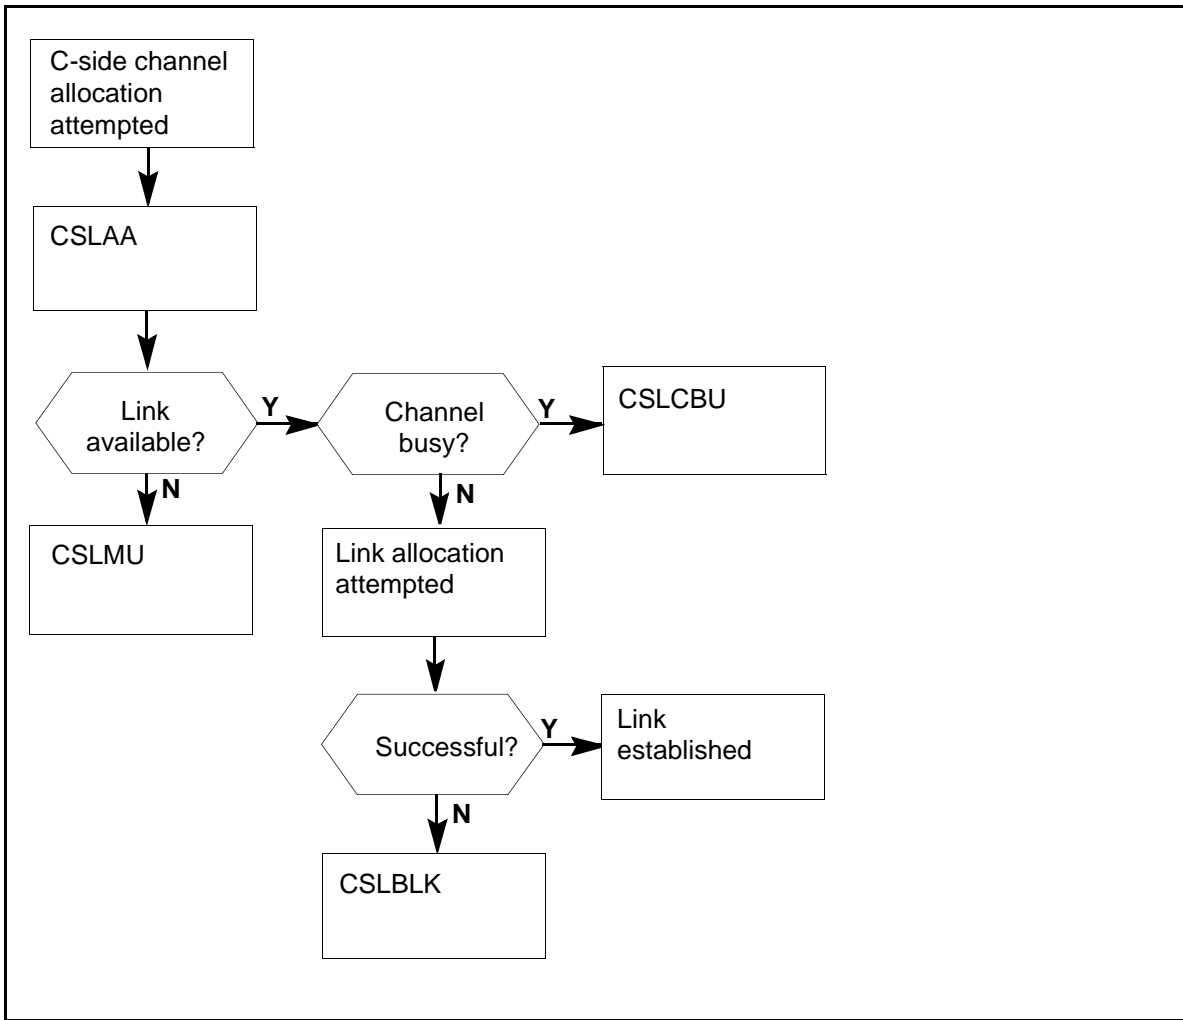 C-side channel
allocation
attempted
CSLAA
Link
available?
Y
Channel
busy?
Y
CSLCBU
N
N
CSLMU
Link allocation
attempted
Successful?
Y
Link
established
N
CSLBLK